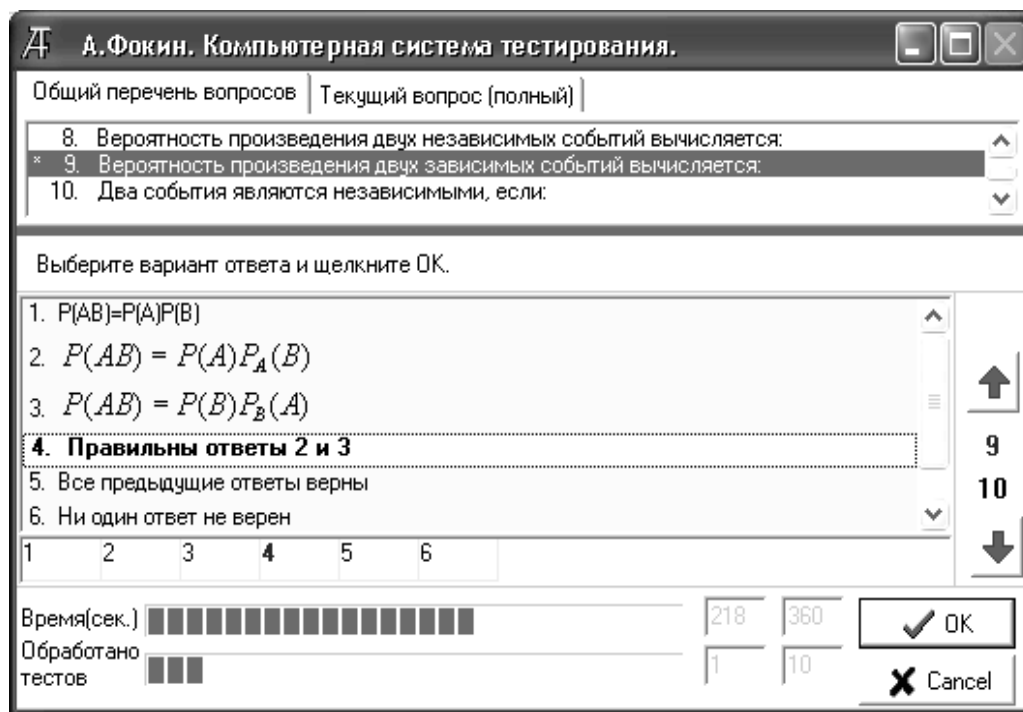 А.Фокин. Компьютерная система тестирования.
Общий перечень вопросов Текущий вопрос (полный)
8. Вероятность произведения двух независимых событий вычисляется:
* 9. Вероятность произведения двух зависимых событий вычисляется:
10. Два события являются независимыми, если:
Выберите вариант ответа и щелкните ОК.
1. P(AB)=P(A)P(B)
2. P(AB) = P(A)P_A(B)
3. P(AB) = P(B)P_B(A)
4. Правильны ответы 2 и 3
5. Все предыдущие ответы верны
6. Ни один ответ не верен
9
10
1 2 3 4 5 6
Время(сек.) 218 360 OK
Обработано
тестов 1 10 Cancel